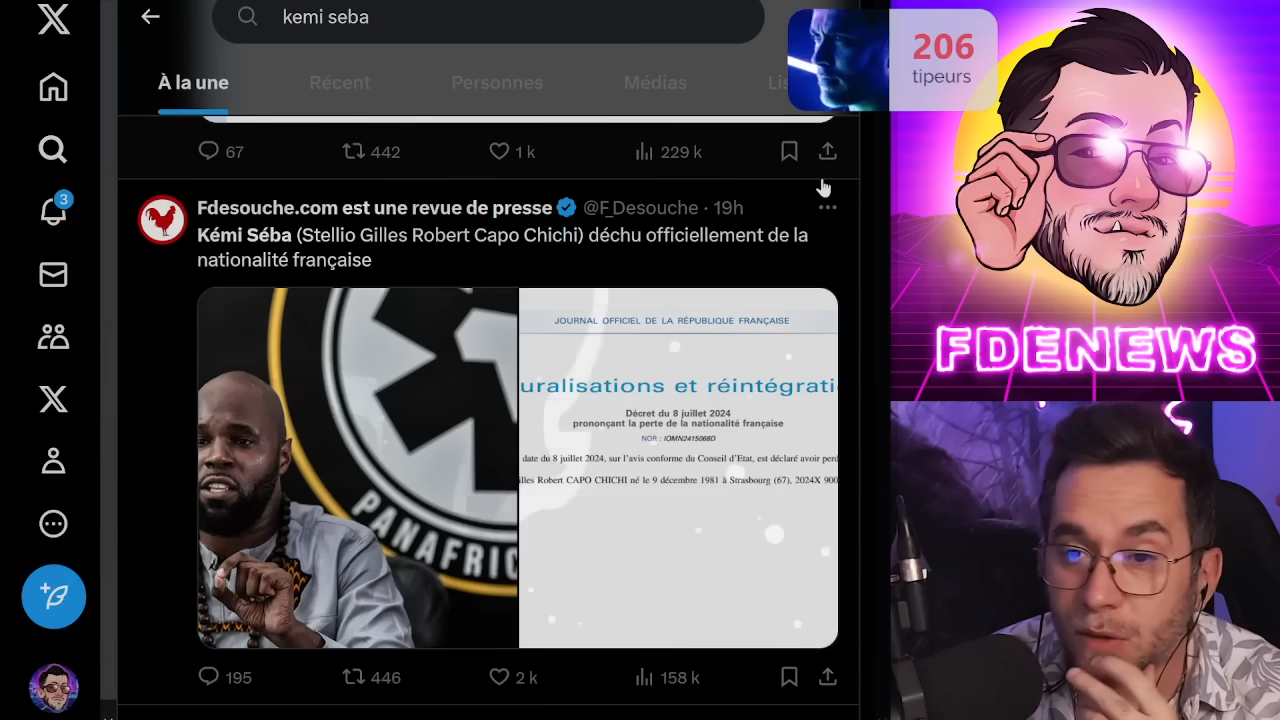 kemi seba
206
tipeurs
À la une
Récent
Personnes
Médias
Lis
67
442
1 k
229 k
3
Fdesouche.com est une revue de presse @F_Desouche · 19h
Kémi Séba (Stellio Gilles Robert Capo Chichi) déchu officiellement de la
nationalité française
JOURNAL OFFICIEL DE LA RÉPUBLIQUE FRANÇAISE
uralisations et réintégrati
Décret du 8 juillet 2024
prononçant la perte de la nationalité française
NOR : IOMN2415068D
date du 8 juillet 2024, sur l'avis conforme du Conseil d'Etat, est déclaré avoir perd
illes Robert CAPO CHICHI né le 9 décembre 1981 à Strasbourg (67), 2024X 900
PANAFRIC
195
446
2 k
158 k
FDENEWS